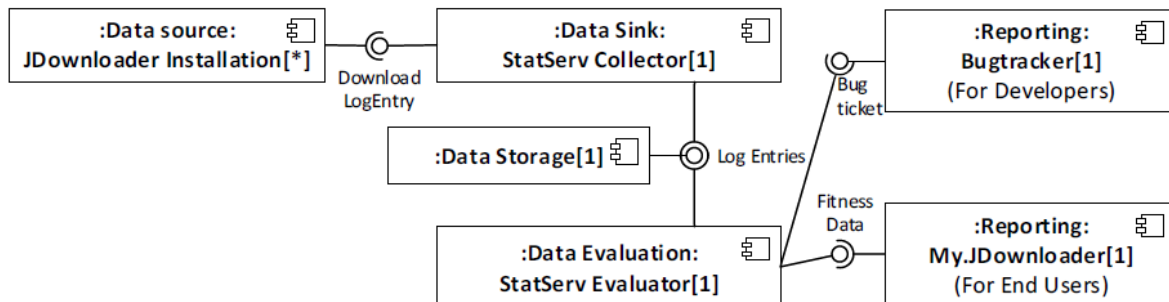 :Data source:
JDownloader Installation[*]
Download
LogEntry
:Data Sink:
StatServ Collector[1]
:Reporting:
Bugtracker[1]
(For Developers)
Bug
ticket
:Data Storage[1]
Log Entries
:Data Evaluation:
StatServ Evaluator[1]
Fitness
Data
:Reporting:
My.JDownloader[1]
(For End Users)